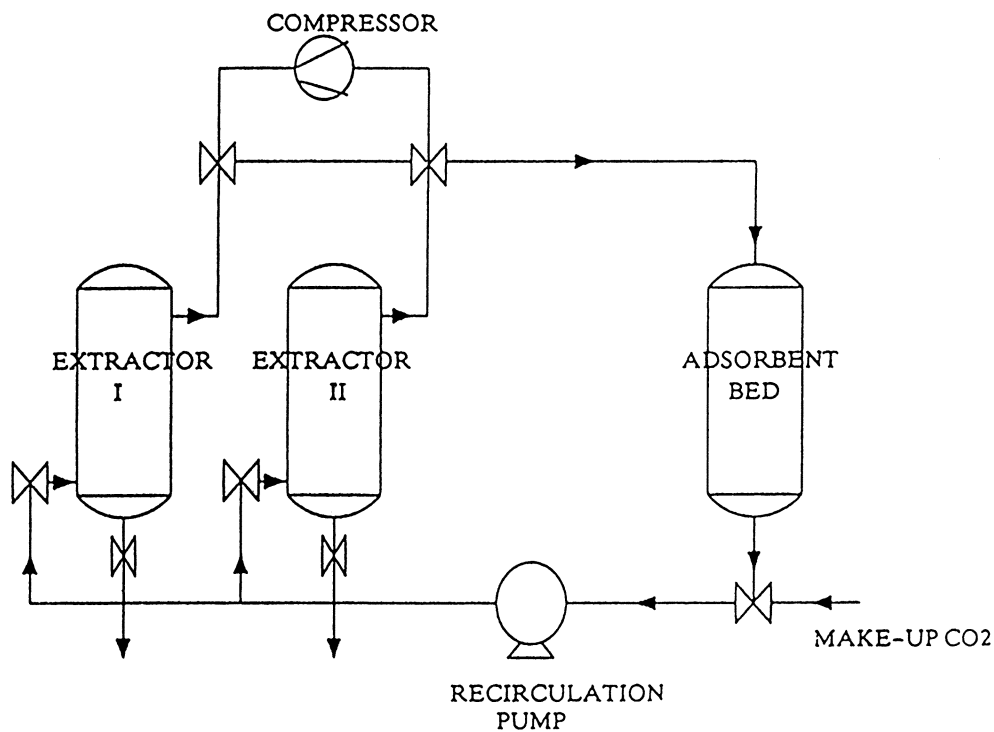 COMPRESSOR
EXTRACTOR
I
EXTRACTOR
II
ADSORBENT
BED
MAKE-UP CO2
RECIRCULATION
PUMP